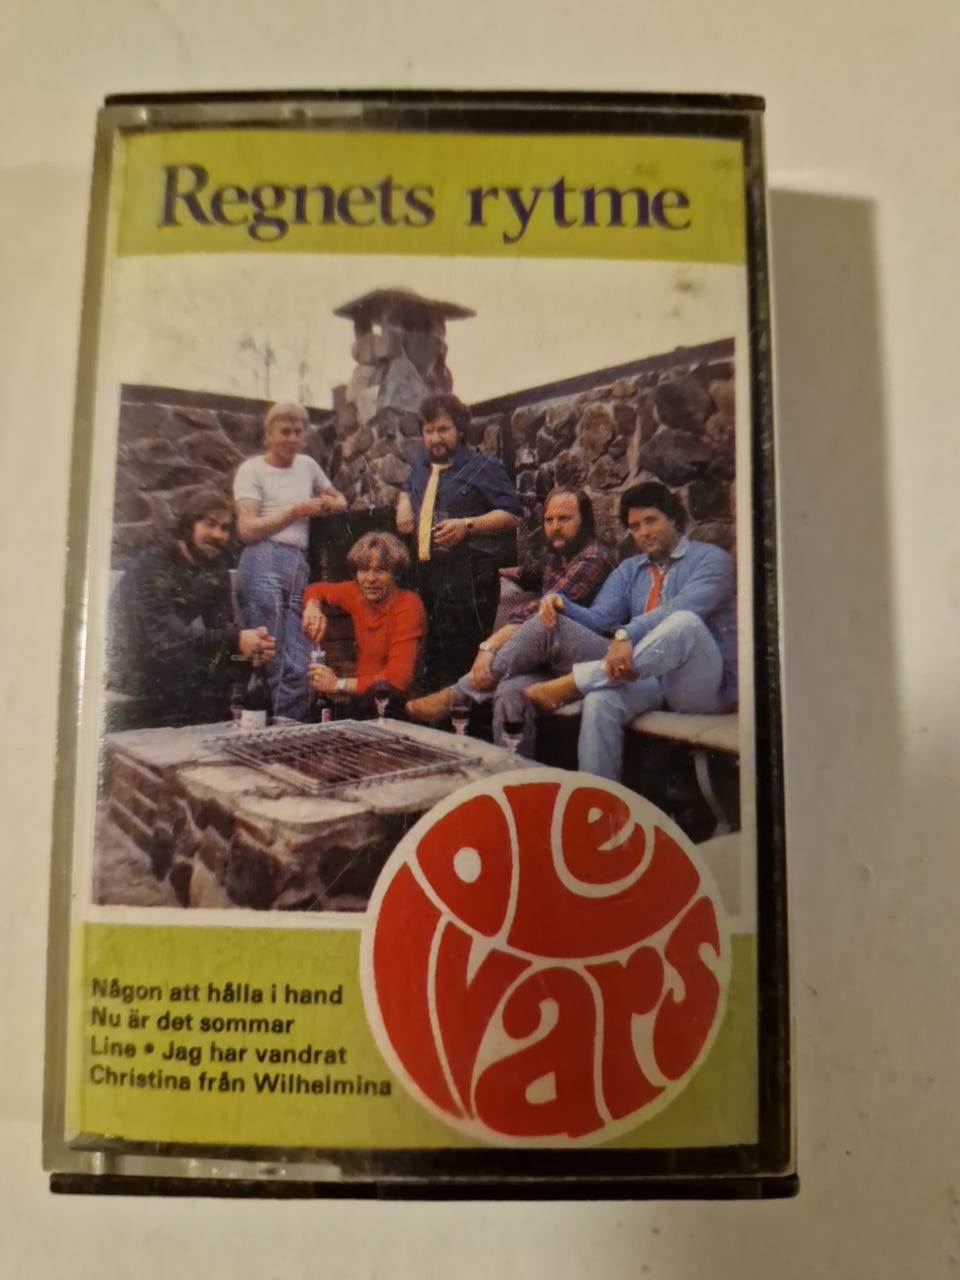 Regnets rytme
Ole Ivars
Någon att hålla i hand
Nu är det sommar
Line • Jag har vandrat
Christina från Wilhelmina